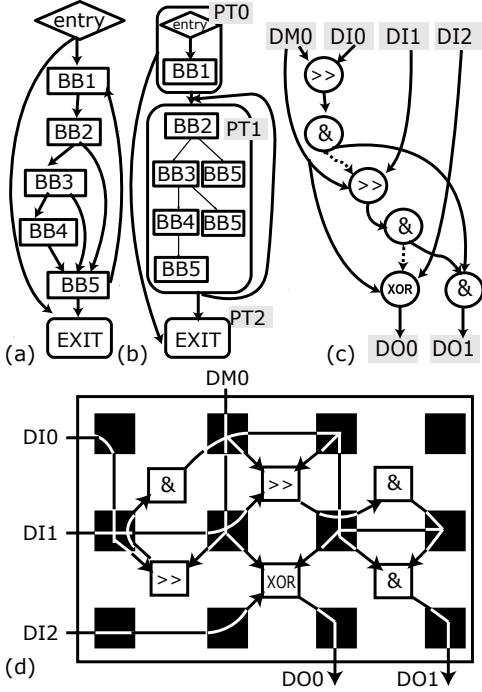 entry
BB1
BB2
BB3
BB4
BB5
EXIT
(a)
PT0
entry
BB1
PT1
BB2
BB3 BB5
BB4 BB5
BB5
PT2
EXIT
(b)
DM0 DI0 DI1 DI2
>>
&
>>
&
XOR &
DO0 DO1
(c)
DM0
DI0
& >> &
DI1
>> XOR &
DI2
DO0 DO1
(d)